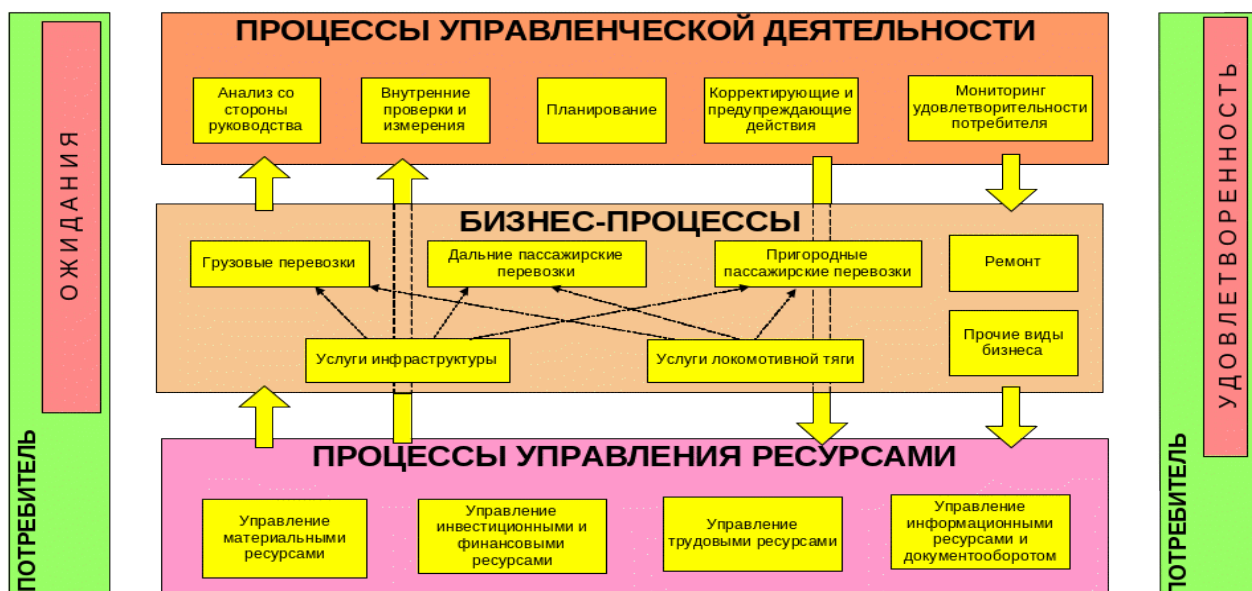 ПРОЦЕССЫ УПРАВЛЕНЧЕСКОЙ ДЕЯТЕЛЬНОСТИ
Анализ со
стороны
руководства
Внутренние
проверки и
измерения
Планирование
Корректирующие и
предупреждающие
действия
Мониторинг
удовлетворительности
потребителя
ОЖИДАНИЯ
ПОТРЕБИТЕЛЬ
БИЗНЕС-ПРОЦЕССЫ
Грузовые перевозки
Дальние пассажирские
перевозки
Пригородные
пассажирские перевозки
Ремонт
Услуги инфраструктуры
Услуги локомотивной тяги
Прочие виды
бизнеса
ПРОЦЕССЫ УПРАВЛЕНИЯ РЕСУРСАМИ
Управление
материальными
ресурсами
Управление
инвестиционными и
финансовыми
ресурсами
Управление
трудовыми ресурсами
Управление
информационными
ресурсами и
документооборотом
УДОВЛЕТВОРЕННОСТЬ
ПОТРЕБИТЕЛЬ